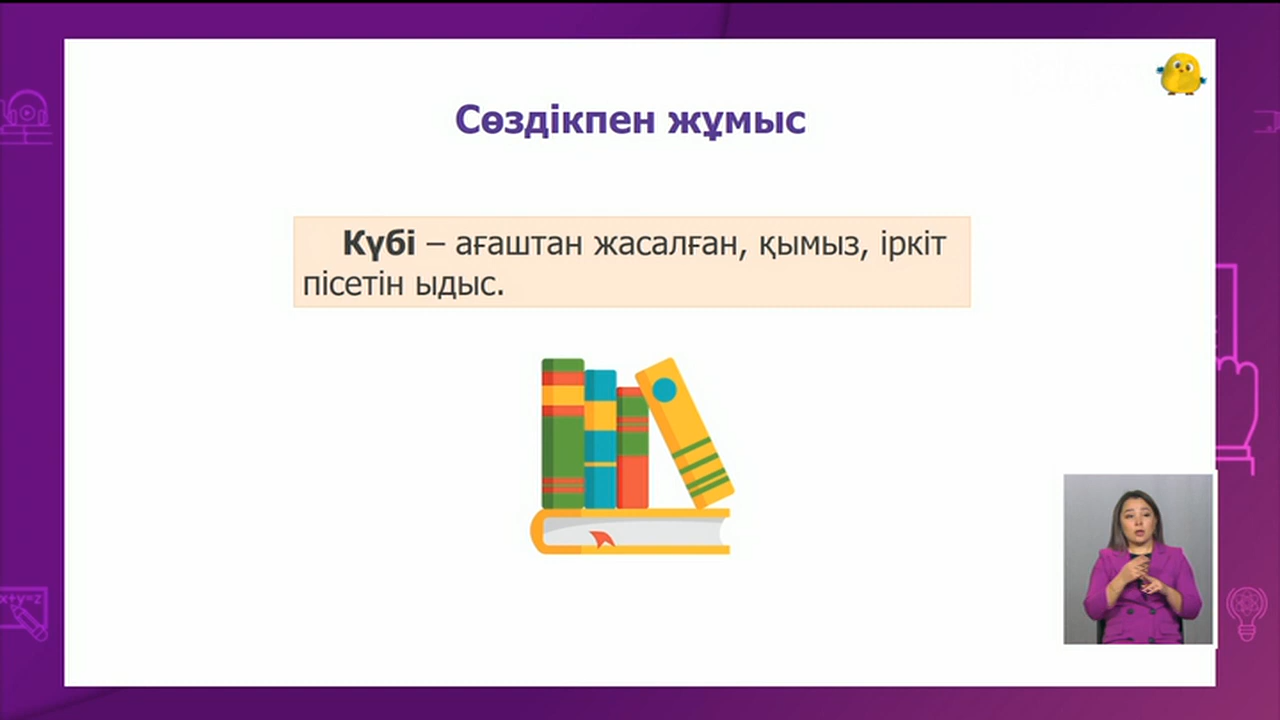 Сөздікпен жұмыс
Күбі – ағаштан жасалған, қымыз, іркіт
пісетін ыдыс.
x+y=z